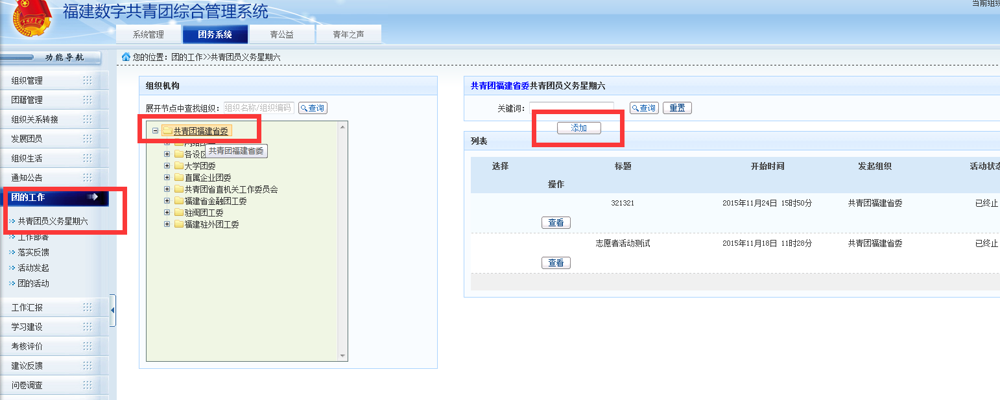 福建数字共青团综合管理系统
当前组织
系统管理 团务系统 青公益 青年之声
功能导航
您的位置：团的工作>>共青团员义务星期六
组织管理
团籍管理
组织关系转接
发展团员
组织生活
通知公告
团的工作
共青团员义务星期六
工作部署
落实反馈
活动发起
团的活动
工作汇报
学习建设
考核评价
建议反馈
问卷调查
组织机构
展开节点中查找组织： 组织名称/组织编码 查询
共青团福建省委
共青团福建省委
各设区
大学团委
直属企业团委
共青团省直机关工作委员会
福建省金融团工委
驻闽团工委
福建驻外团工委
共青团福建省委共青团员义务星期六
关键词： 查询 重置
添加
列表
选择 标题 开始时间 发起组织 活动状态
操作
321321 2015年11月24日 15时50分 共青团福建省委 已终止
查看
志愿者活动测试 2015年11月18日 11时28分 共青团福建省委 已终止
查看